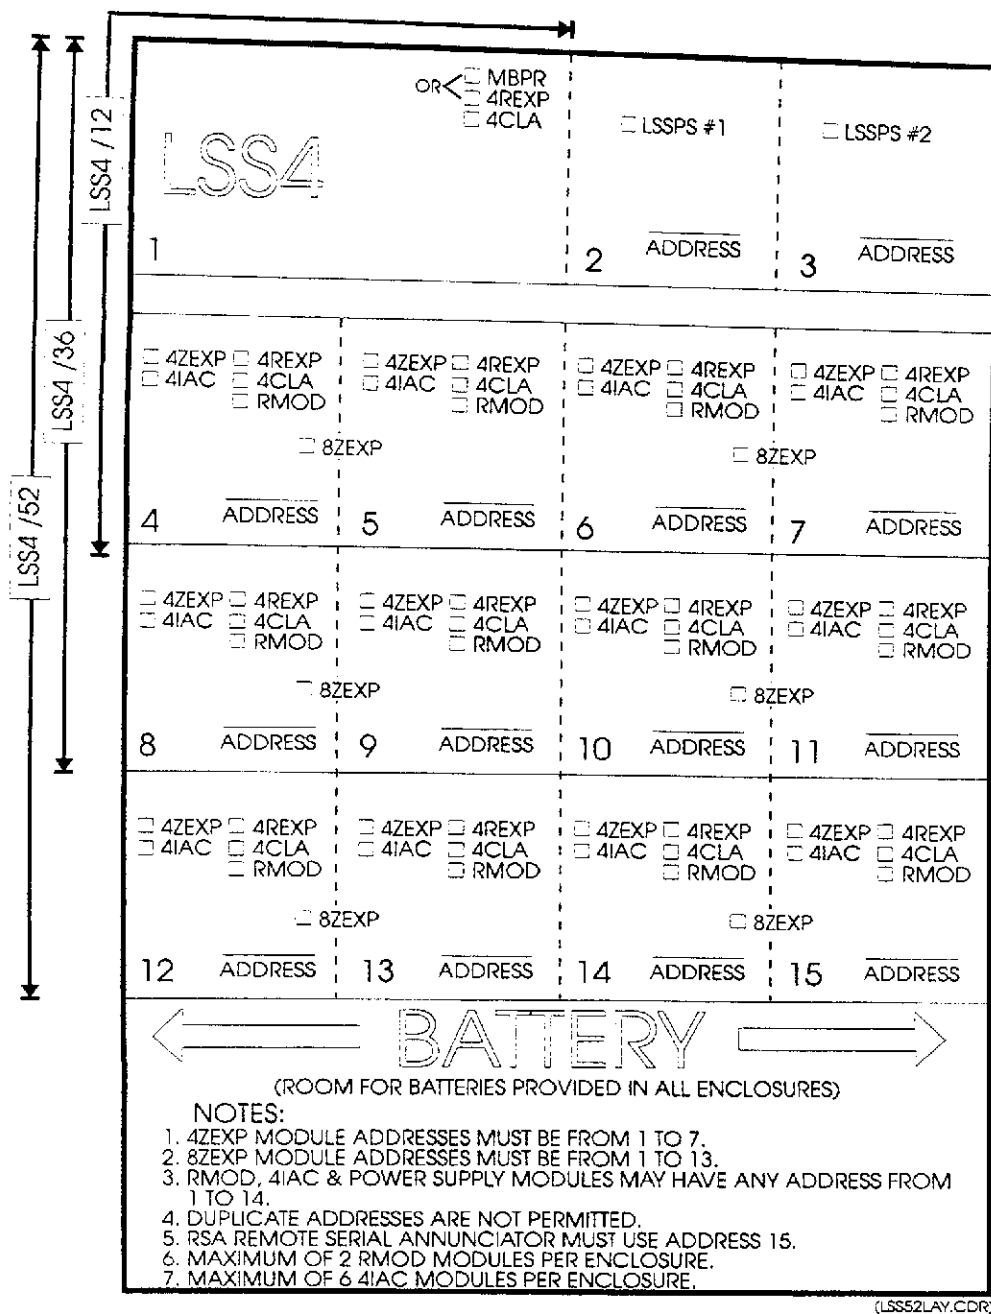 LSS4 /12
LSS4 /36
LSS4 /52
LSS4
OR
MBPR
4REXP
4CLA
1
LSSPS #1
2 ADDRESS
LSSPS #2
3 ADDRESS
4ZEXP 4REXP
4IAC 4CLA
RMOD
4ZEXP 4REXP
4IAC 4CLA
RMOD
4ZEXP 4REXP
4IAC 4CLA
RMOD
4ZEXP 4REXP
4IAC 4CLA
RMOD
8ZEXP 8ZEXP
4 ADDRESS 5 ADDRESS 6 ADDRESS 7 ADDRESS
4ZEXP 4REXP
4IAC 4CLA
RMOD
4ZEXP 4REXP
4IAC 4CLA
RMOD
4ZEXP 4REXP
4IAC 4CLA
RMOD
4ZEXP 4REXP
4IAC 4CLA
RMOD
8ZEXP 8ZEXP
8 ADDRESS 9 ADDRESS 10 ADDRESS 11 ADDRESS
4ZEXP 4REXP
4IAC 4CLA
RMOD
4ZEXP 4REXP
4IAC 4CLA
RMOD
4ZEXP 4REXP
4IAC 4CLA
RMOD
4ZEXP 4REXP
4IAC 4CLA
RMOD
8ZEXP 8ZEXP
12 ADDRESS 13 ADDRESS 14 ADDRESS 15 ADDRESS
BATTERY
(ROOM FOR BATTERIES PROVIDED IN ALL ENCLOSURES)
NOTES:
1. 4ZEXP MODULE ADDRESSES MUST BE FROM 1 TO 7.
2. 8ZEXP MODULE ADDRESSES MUST BE FROM 1 TO 13.
3. RMOD, 4IAC & POWER SUPPLY MODULES MAY HAVE ANY ADDRESS FROM
1 TO 14.
4. DUPLICATE ADDRESSES ARE NOT PERMITTED.
5. RSA REMOTE SERIAL ANNUNCIATOR MUST USE ADDRESS 15.
6. MAXIMUM OF 2 RMOD MODULES PER ENCLOSURE.
7. MAXIMUM OF 6 4IAC MODULES PER ENCLOSURE.
(LSS52LAY.CDR)